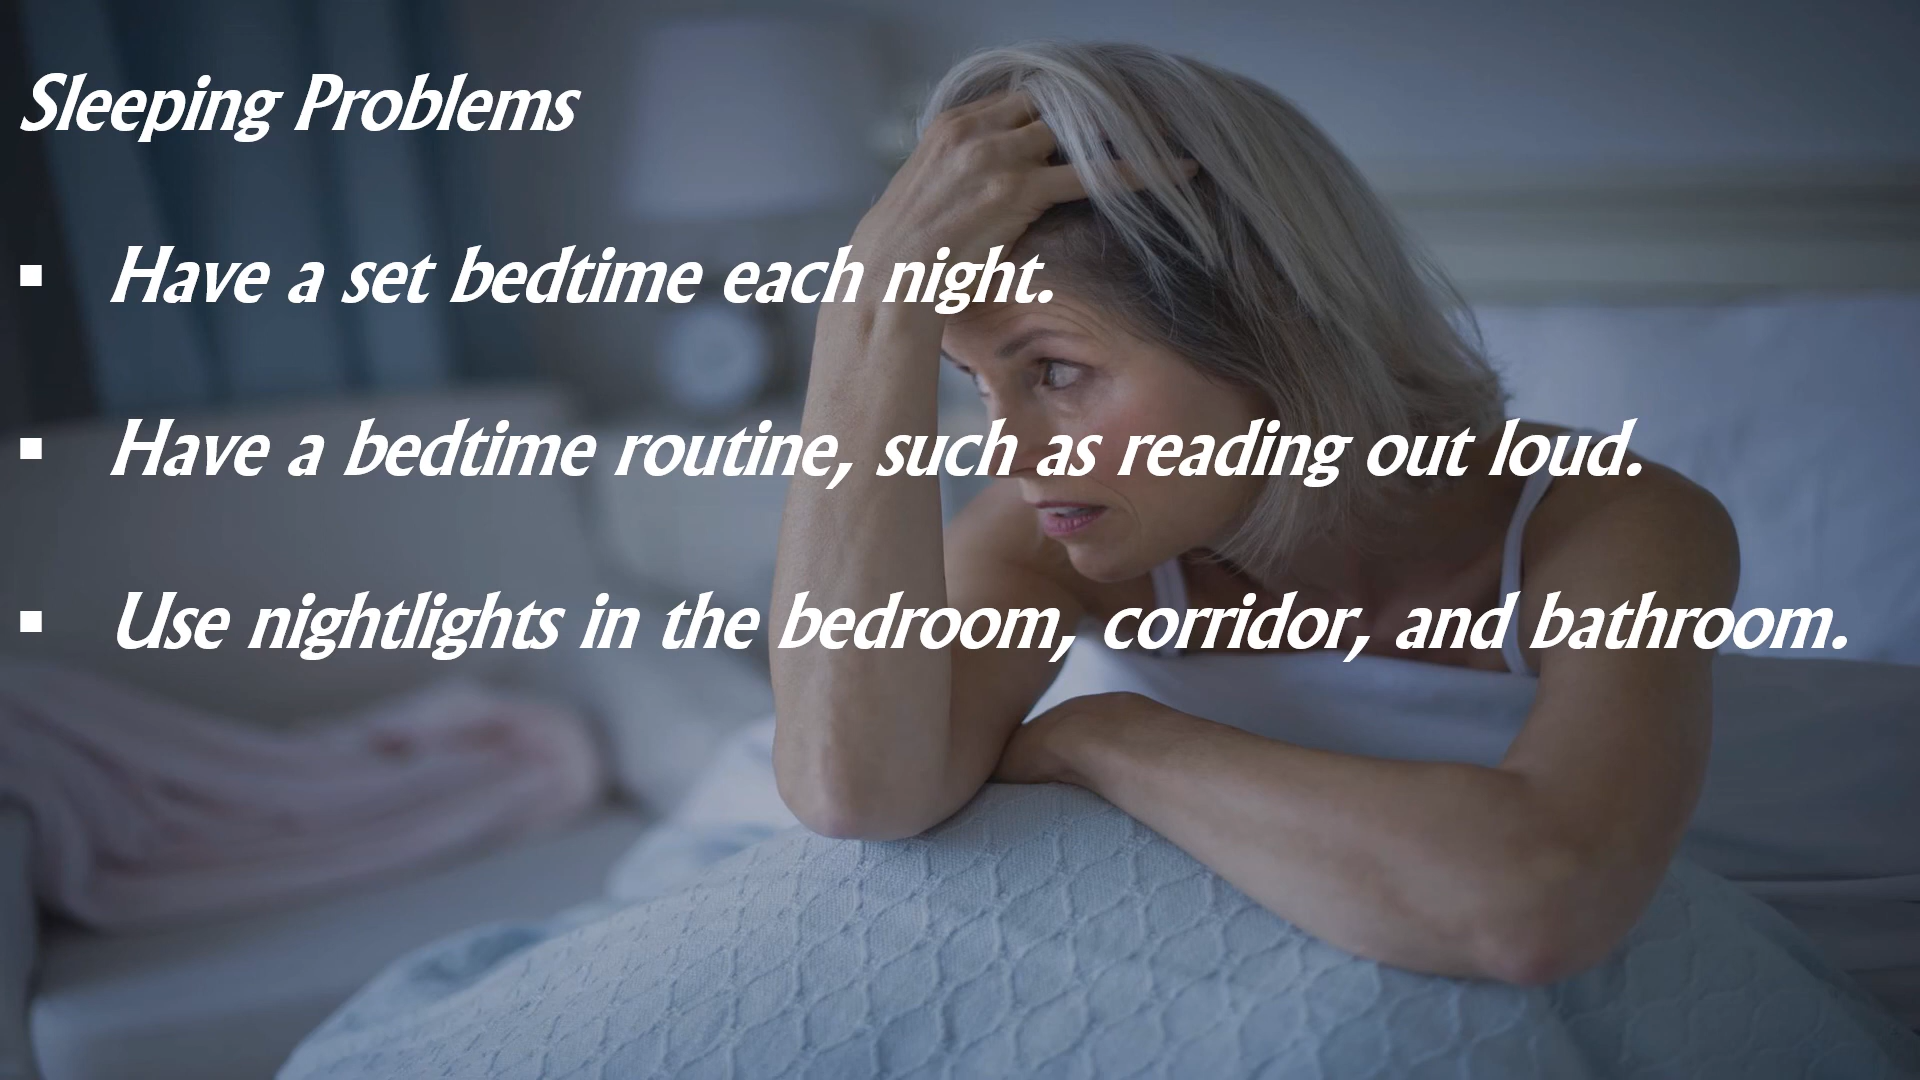 Sleeping Problems
▪ Have a set bedtime each night.
▪ Have a bedtime routine, such as reading out loud.
▪ Use nightlights in the bedroom, corridor, and bathroom.